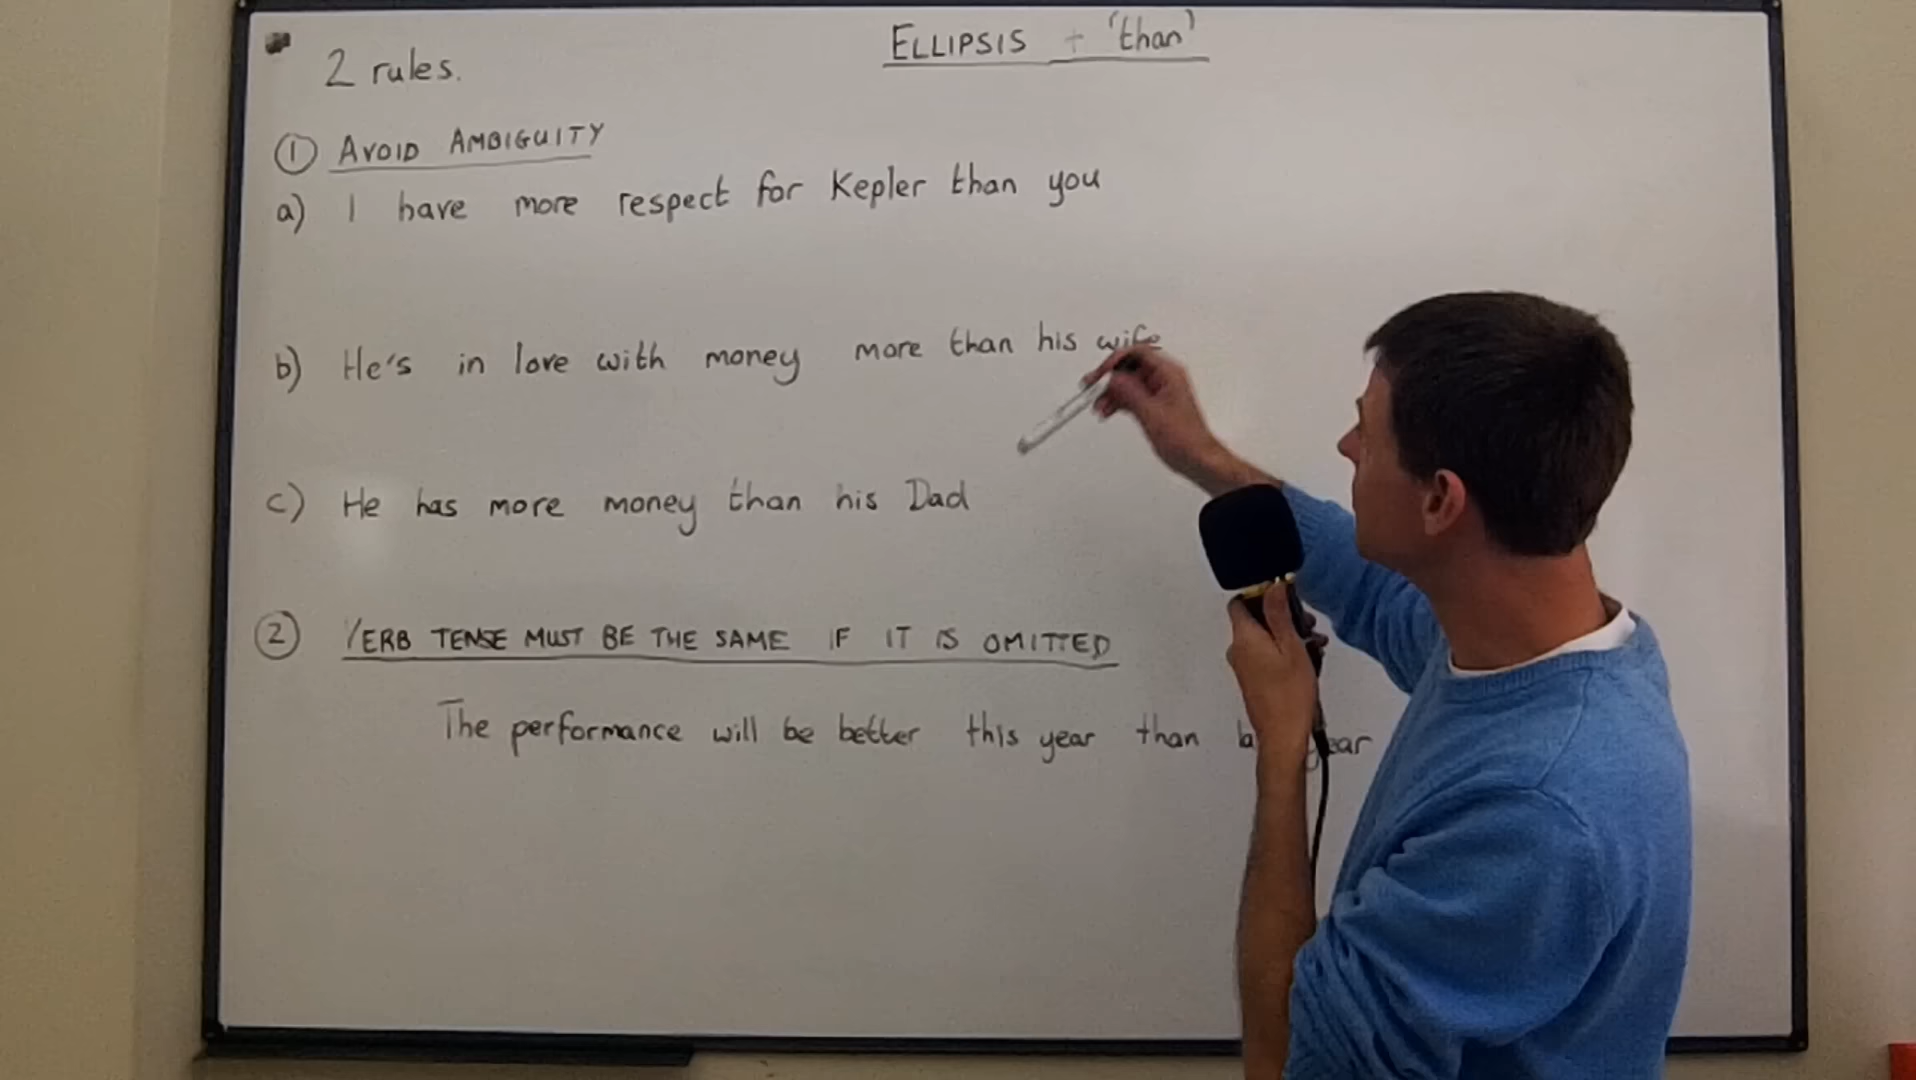 ELLIPSIS + 'than'
2 rules.
① AVOID AMBIGUITY
a) I have more respect for Kepler than you
b) He's in love with money more than his wife
c) He has more money than his Dad
② VERB TENSE MUST BE THE SAME IF IT IS OMITTED
The performance will be better this year than